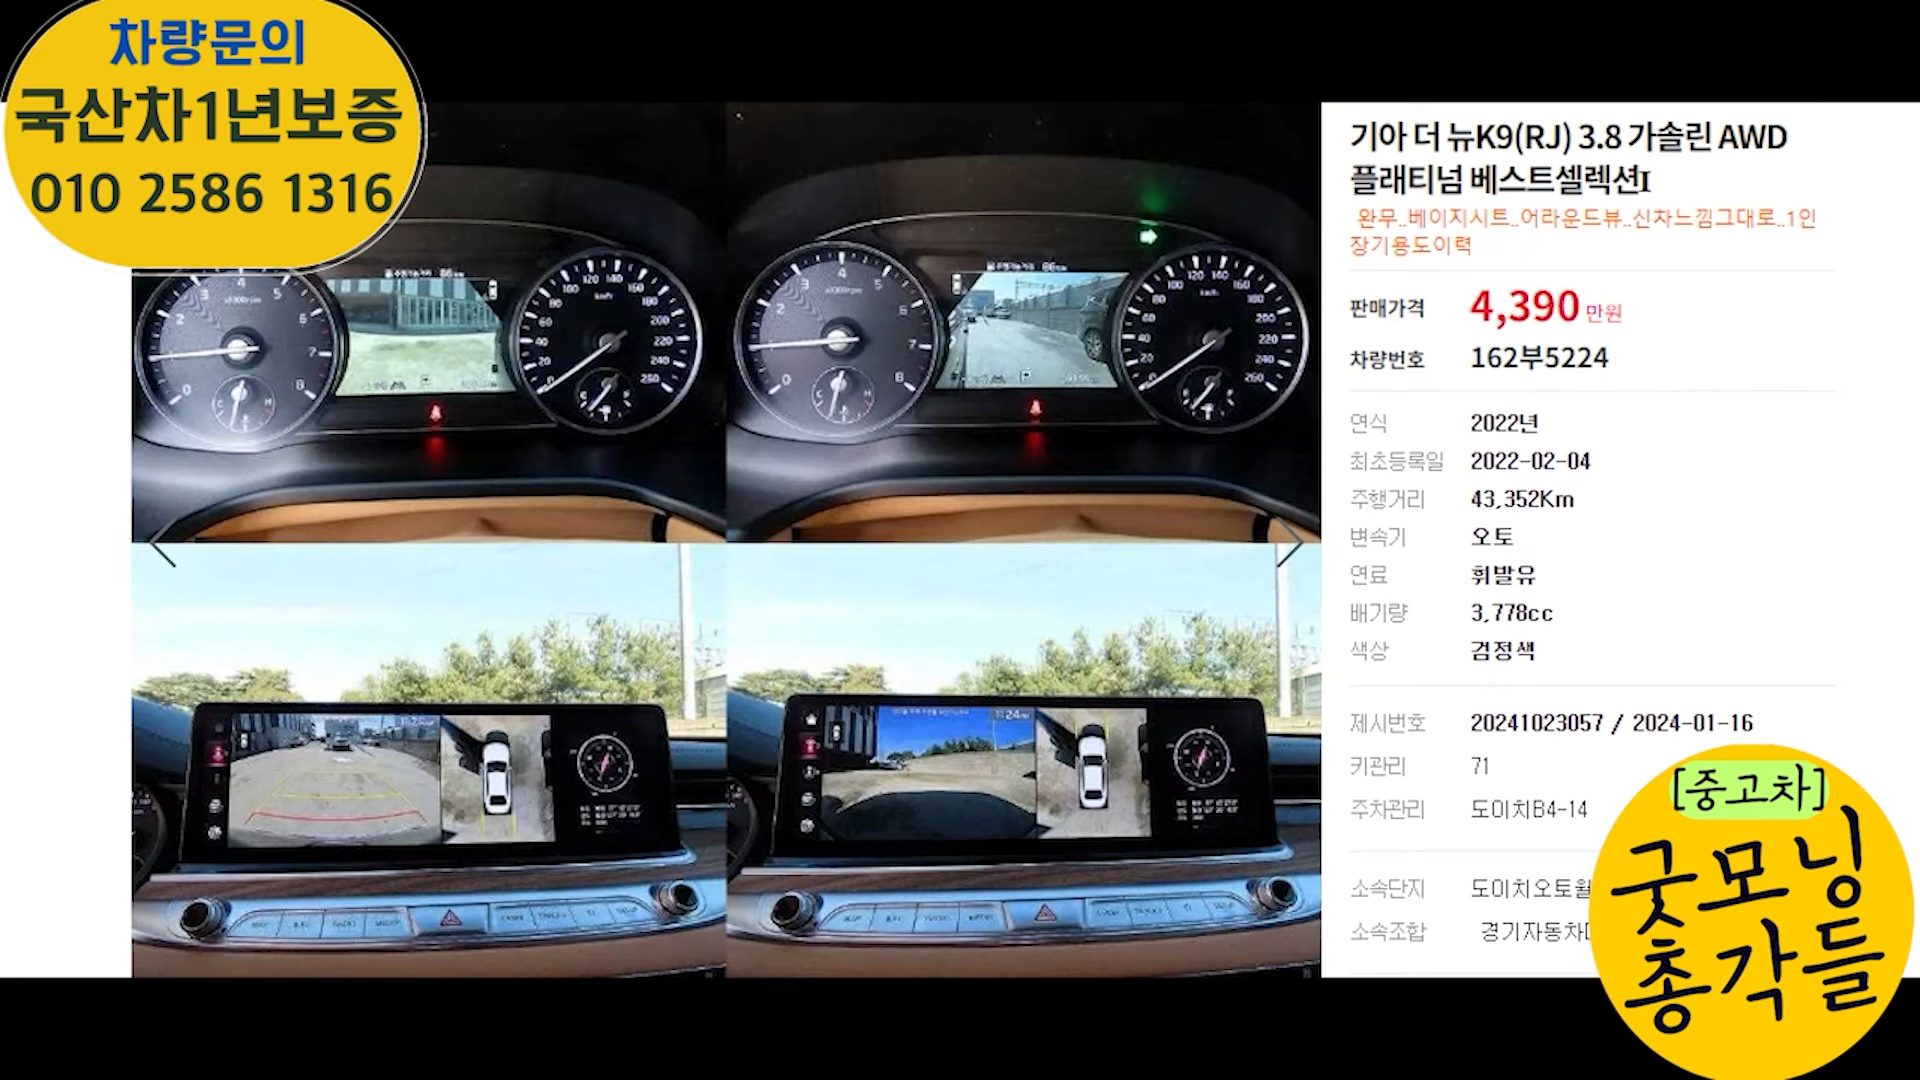 차량문의
국산차1년보증
010 2586 1316
기아 더 뉴K9(RJ) 3.8 가솔린 AWD
플래티넘 베스트셀렉션I
완무..베이지시트..어라운드뷰..신차느낌그대로..1인
장기용도이력
판매가격 4,390 만원
차량번호 162부5224
연식 2022년
최초등록일 2022-02-04
주행거리 43,352Km
변속기 오토
연료 휘발유
배기량 3,778cc
색상 검정색
제시번호 20241023057 / 2024-01-16
키관리 71
주차관리 도이치B4-14
소속단지 도이치오토월
소속조합 경기자동차
[중고차]
굿모닝
총각들